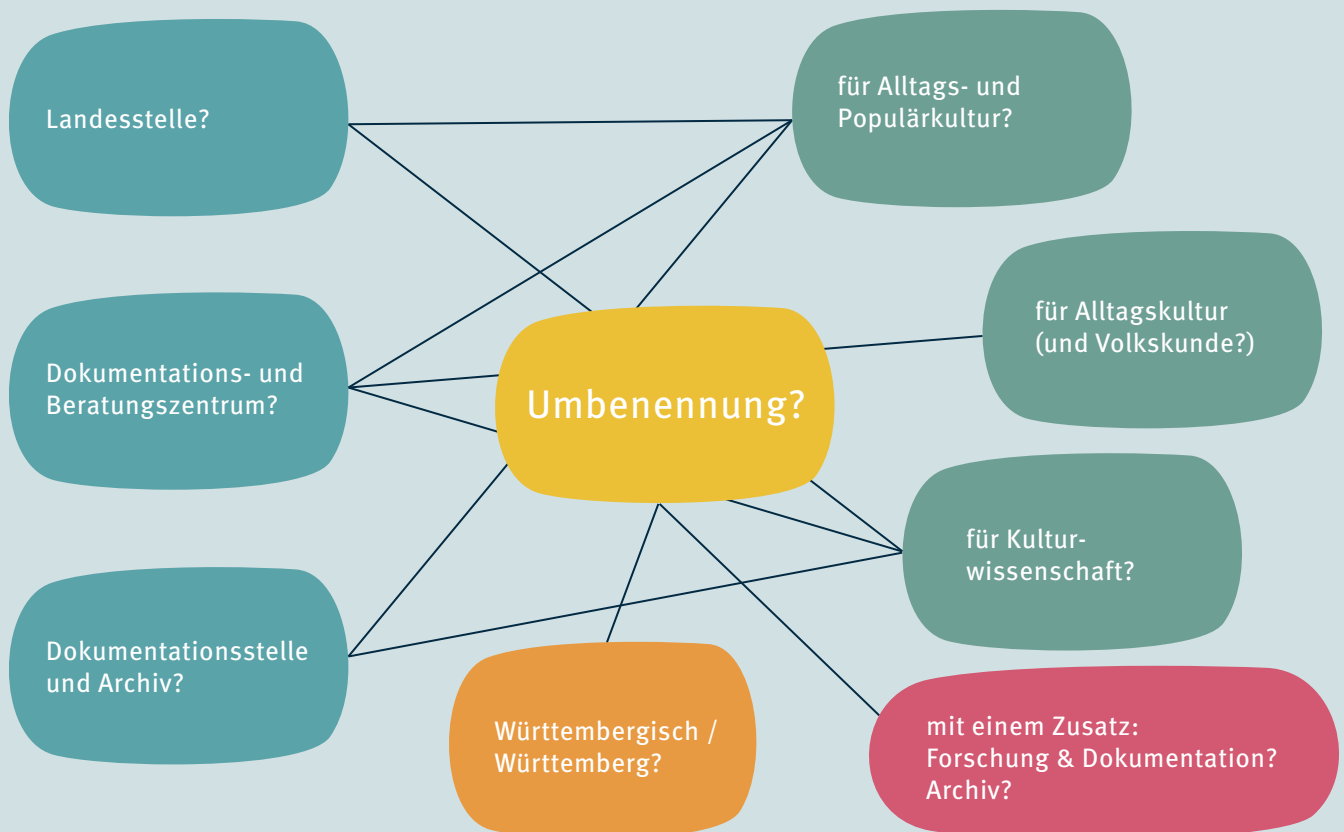 Landesstelle?
für Alltags- und
Populärkultur?
für Alltagskultur
(und Volkskunde?)
Dokumentations- und
Beratungszentrum?
Umbenennung?
für Kultur-
wissenschaft?
Dokumentationsstelle
und Archiv?
Württembergisch /
Württemberg?
mit einem Zusatz:
Forschung & Dokumentation?
Archiv?